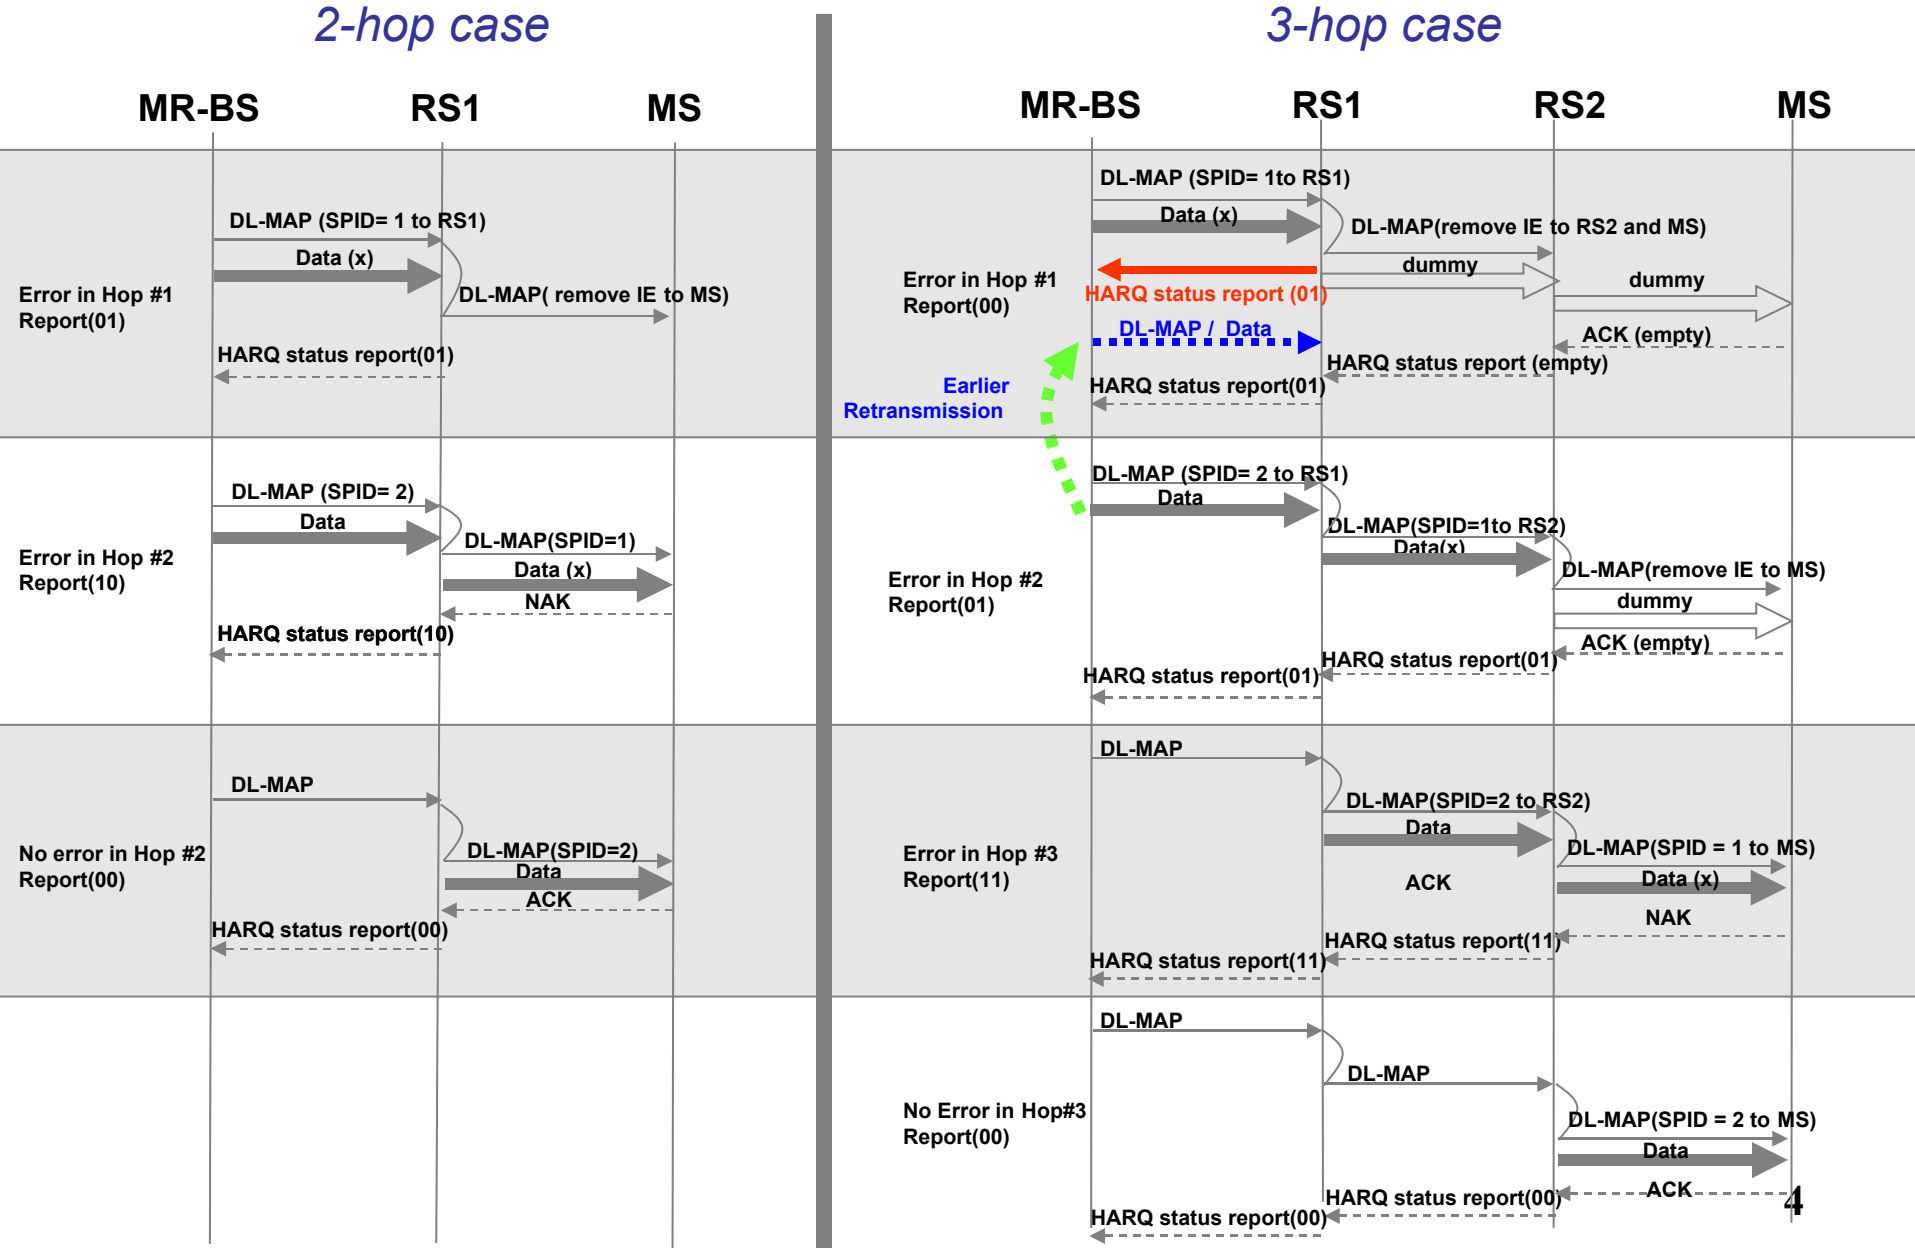 2-hop case
MR-BS RS1 MS
Error in Hop #1
Report(01)
DL-MAP (SPID= 1 to RS1)
Data (x)
DL-MAP( remove IE to MS)
HARQ status report(01)
Error in Hop #2
Report(10)
DL-MAP (SPID= 2)
Data
DL-MAP(SPID=1)
Data (x)
NAK
HARQ status report(10)
No error in Hop #2
Report(00)
DL-MAP
DL-MAP(SPID=2)
Data
ACK
HARQ status report(00)
3-hop case
MR-BS RS1 RS2 MS
Error in Hop #1
Report(00)
DL-MAP (SPID= 1to RS1)
Data (x)
DL-MAP(remove IE to RS2 and MS)
dummy
dummy
HARQ status report (01)
DL-MAP / Data
ACK (empty)
HARQ status report (empty)
HARQ status report(01)
Earlier
Retransmission
Error in Hop #2
Report(01)
DL-MAP (SPID= 2 to RS1)
Data
DL-MAP(SPID=1to RS2)
Data(x)
DL-MAP(remove IE to MS)
dummy
ACK (empty)
HARQ status report(01)
HARQ status report(01)
Error in Hop #3
Report(11)
DL-MAP
DL-MAP(SPID=2 to RS2)
Data
DL-MAP(SPID = 1 to MS)
ACK
Data (x)
NAK
HARQ status report(11)
HARQ status report(11)
No Error in Hop#3
Report(00)
DL-MAP
DL-MAP
DL-MAP(SPID = 2 to MS)
Data
ACK
HARQ status report(00)
HARQ status report(00)
4